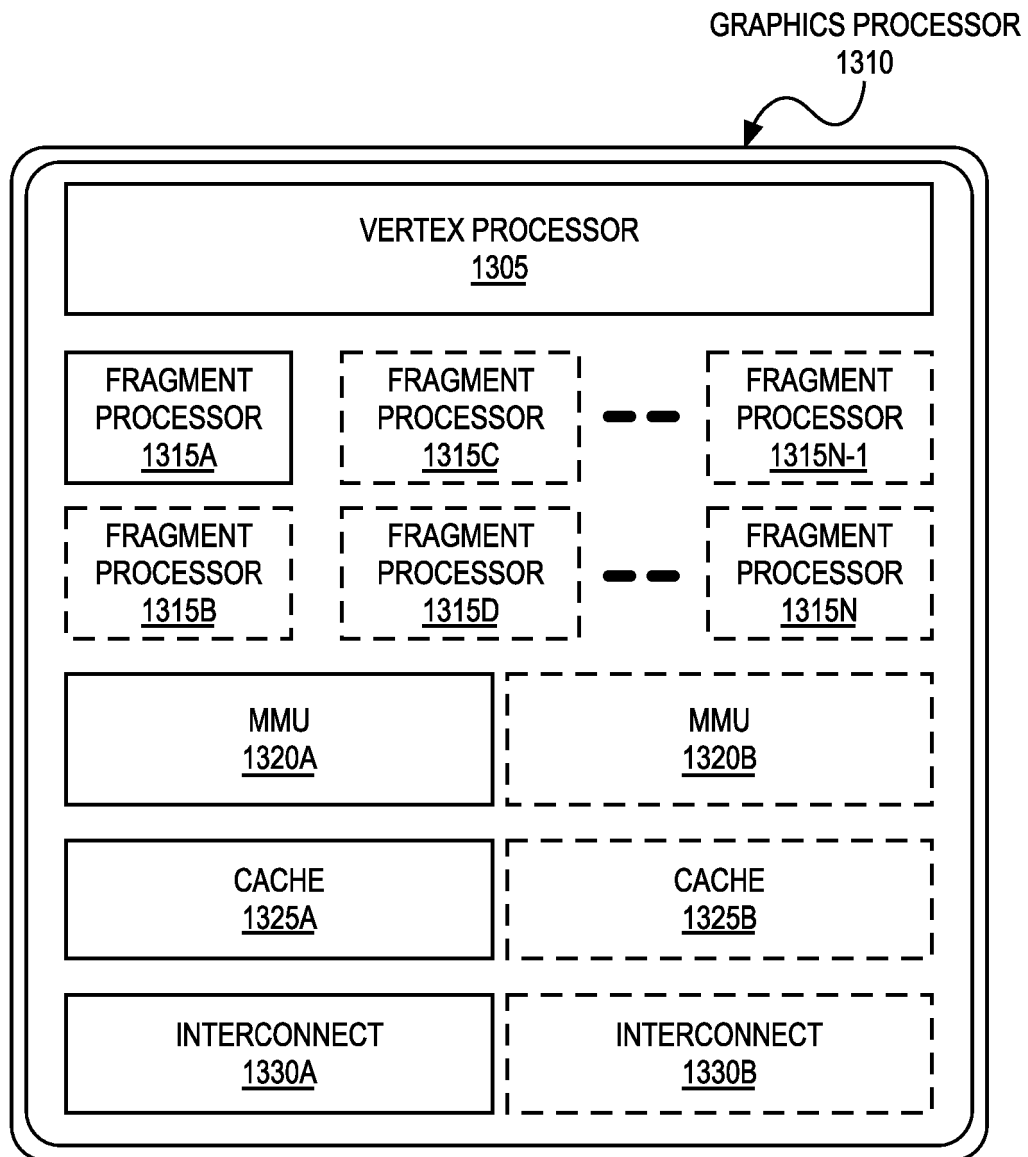 GRAPHICS PROCESSOR
1310
VERTEX PROCESSOR
1305
FRAGMENT
PROCESSOR
1315A
FRAGMENT
PROCESSOR
1315C
FRAGMENT
PROCESSOR
1315N-1
FRAGMENT
PROCESSOR
1315B
FRAGMENT
PROCESSOR
1315D
FRAGMENT
PROCESSOR
1315N
MMU
1320A
MMU
1320B
CACHE
1325A
CACHE
1325B
INTERCONNECT
1330A
INTERCONNECT
1330B